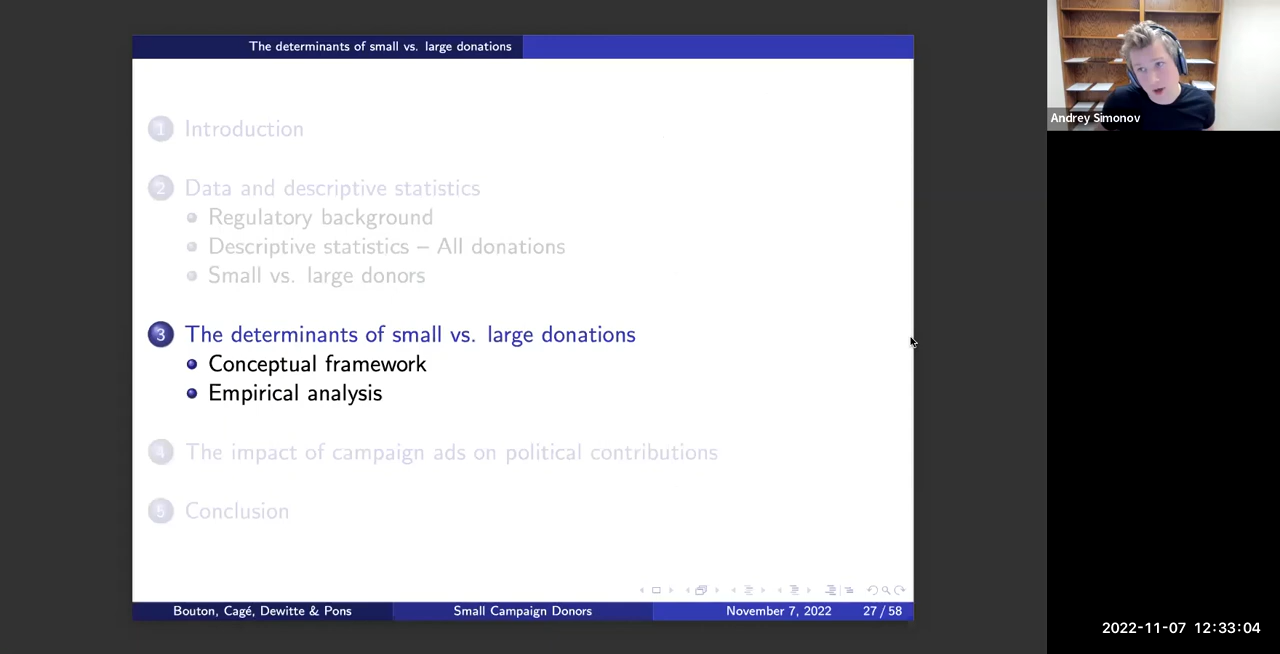 The determinants of small vs. large donations
1 Introduction
2 Data and descriptive statistics
Regulatory background
Descriptive statistics – All donations
Small vs. large donors
3 The determinants of small vs. large donations
Conceptual framework
Empirical analysis
4 The impact of campaign ads on political contributions
5 Conclusion
Bouton, Cagé, Dewitte & Pons Small Campaign Donors November 7, 2022 27 / 58
Andrey Simonov
2022-11-07 12:33:04